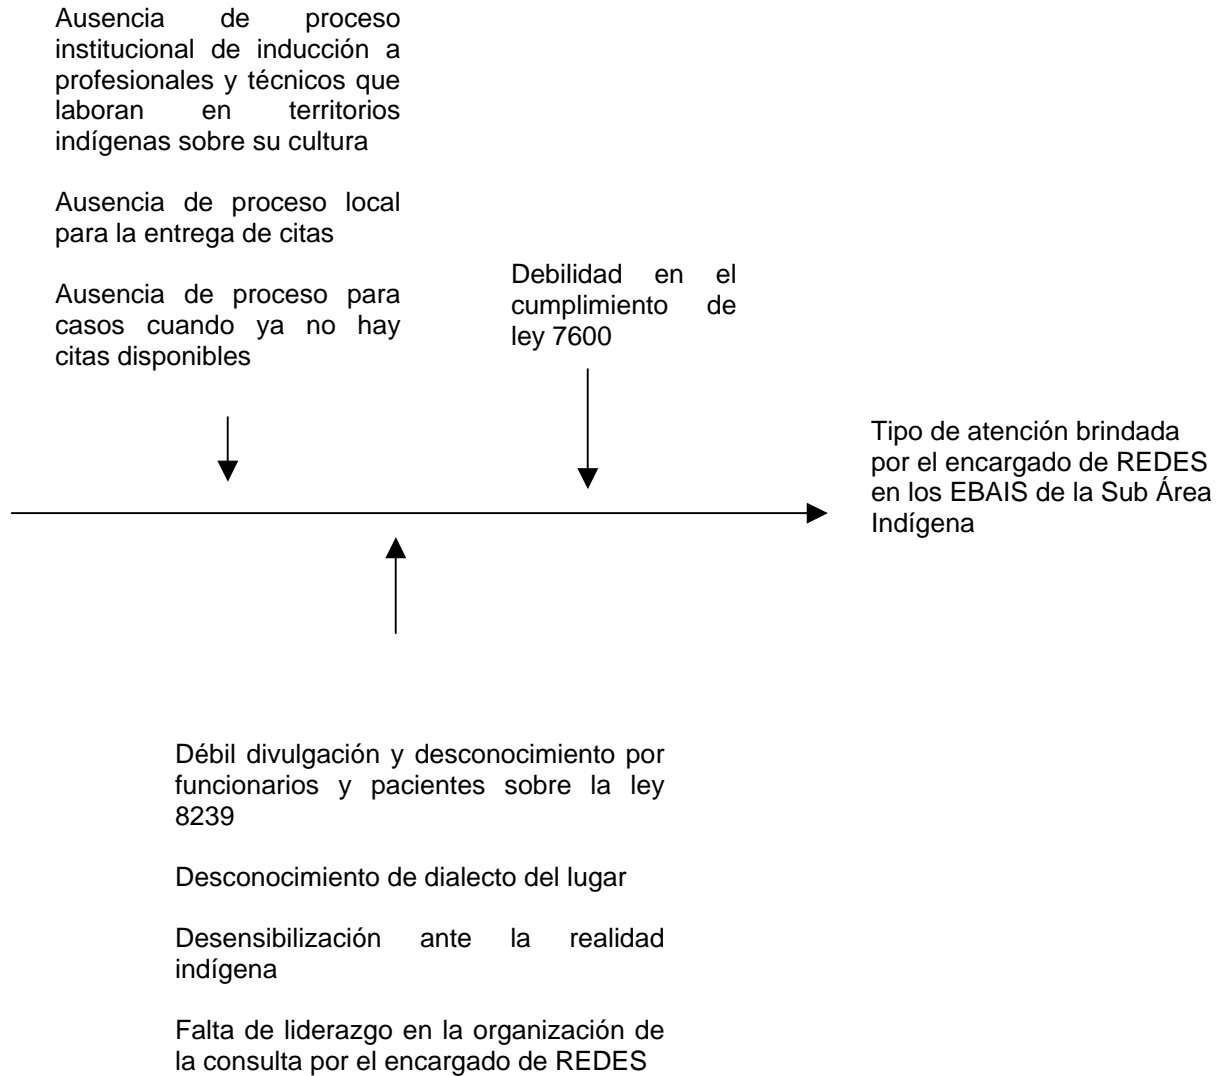 Ausencia de proceso
institucional de inducción a
profesionales y técnicos que
laboran en territorios
indígenas sobre su cultura
Ausencia de proceso local
para la entrega de citas
Ausencia de proceso para
casos cuando ya no hay
citas disponibles
Debilidad en el
cumplimiento de
ley 7600
Tipo de atención brindada
por el encargado de REDES
en los EBAIS de la Sub Área
Indígena
Débil divulgación y desconocimiento por
funcionarios y pacientes sobre la ley
8239
Desconocimiento de dialecto del lugar
Desensibilización ante la realidad
indígena
Falta de liderazgo en la organización de
la consulta por el encargado de REDES